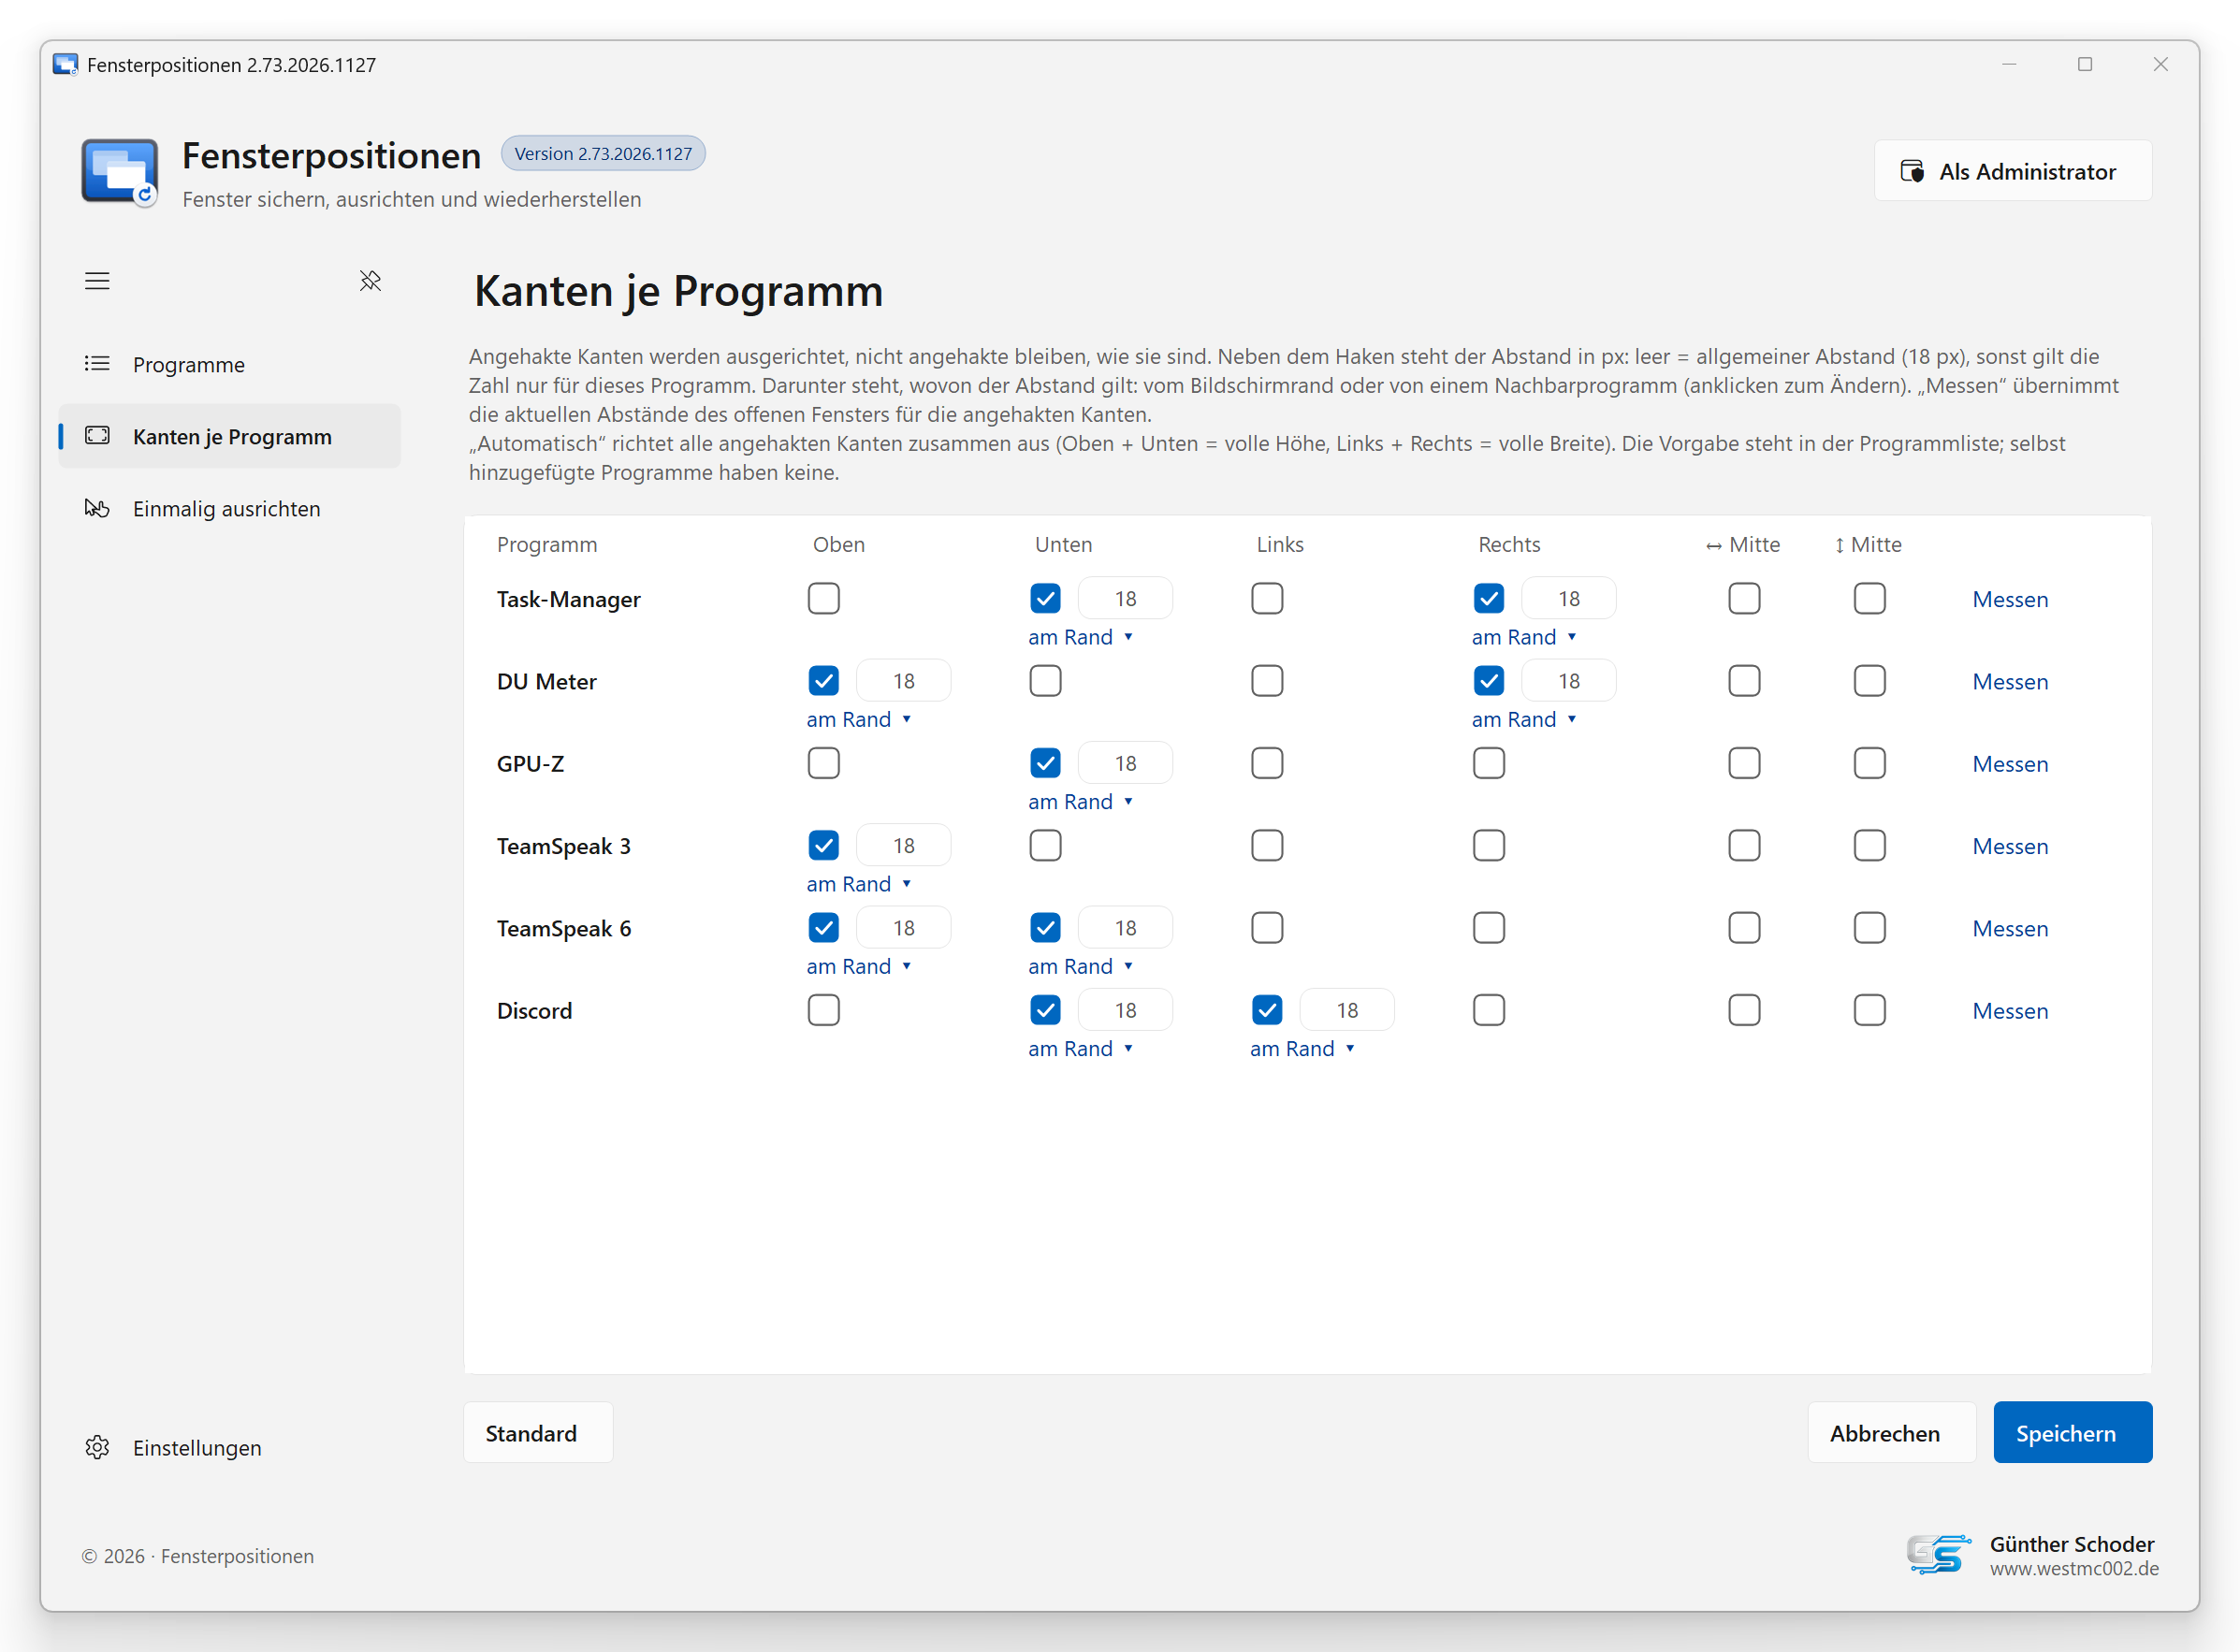 Fensterpositionen 2.73.2026.1127
Fensterpositionen
Version 2.73.2026.1127
Fenster sichern, ausrichten und wiederherstellen
Als Administrator
Programme
Kanten je Programm
Einmalig ausrichten
Kanten je Programm
Angehakte Kanten werden ausgerichtet, nicht angehakte bleiben, wie sie sind. Neben dem Haken steht der Abstand in px: leer = allgemeiner Abstand (18 px), sonst gilt die
Zahl nur für dieses Programm. Darunter steht, wovon der Abstand gilt: vom Bildschirmrand oder von einem Nachbarprogramm (anklicken zum Ändern). „Messen“ übernimmt
die aktuellen Abstände des offenen Fensters für die angehakten Kanten.
„Automatisch“ richtet alle angehakten Kanten zusammen aus (Oben + Unten = volle Höhe, Links + Rechts = volle Breite). Die Vorgabe steht in der Programmliste; selbst
hinzugefügte Programme haben keine.
Programm Oben Unten Links Rechts ↔ Mitte ↕ Mitte
Task-Manager 18 18 Messen
am Rand ▼ am Rand ▼
DU Meter 18 18 Messen
am Rand ▼ am Rand ▼
GPU-Z 18 Messen
am Rand ▼
TeamSpeak 3 18 Messen
am Rand ▼
TeamSpeak 6 18 18 Messen
am Rand ▼ am Rand ▼
Discord 18 18 Messen
am Rand ▼ am Rand ▼
Einstellungen
Standard
Abbrechen
Speichern
© 2026 · Fensterpositionen
GS
Günther Schoder
www.westmc002.de